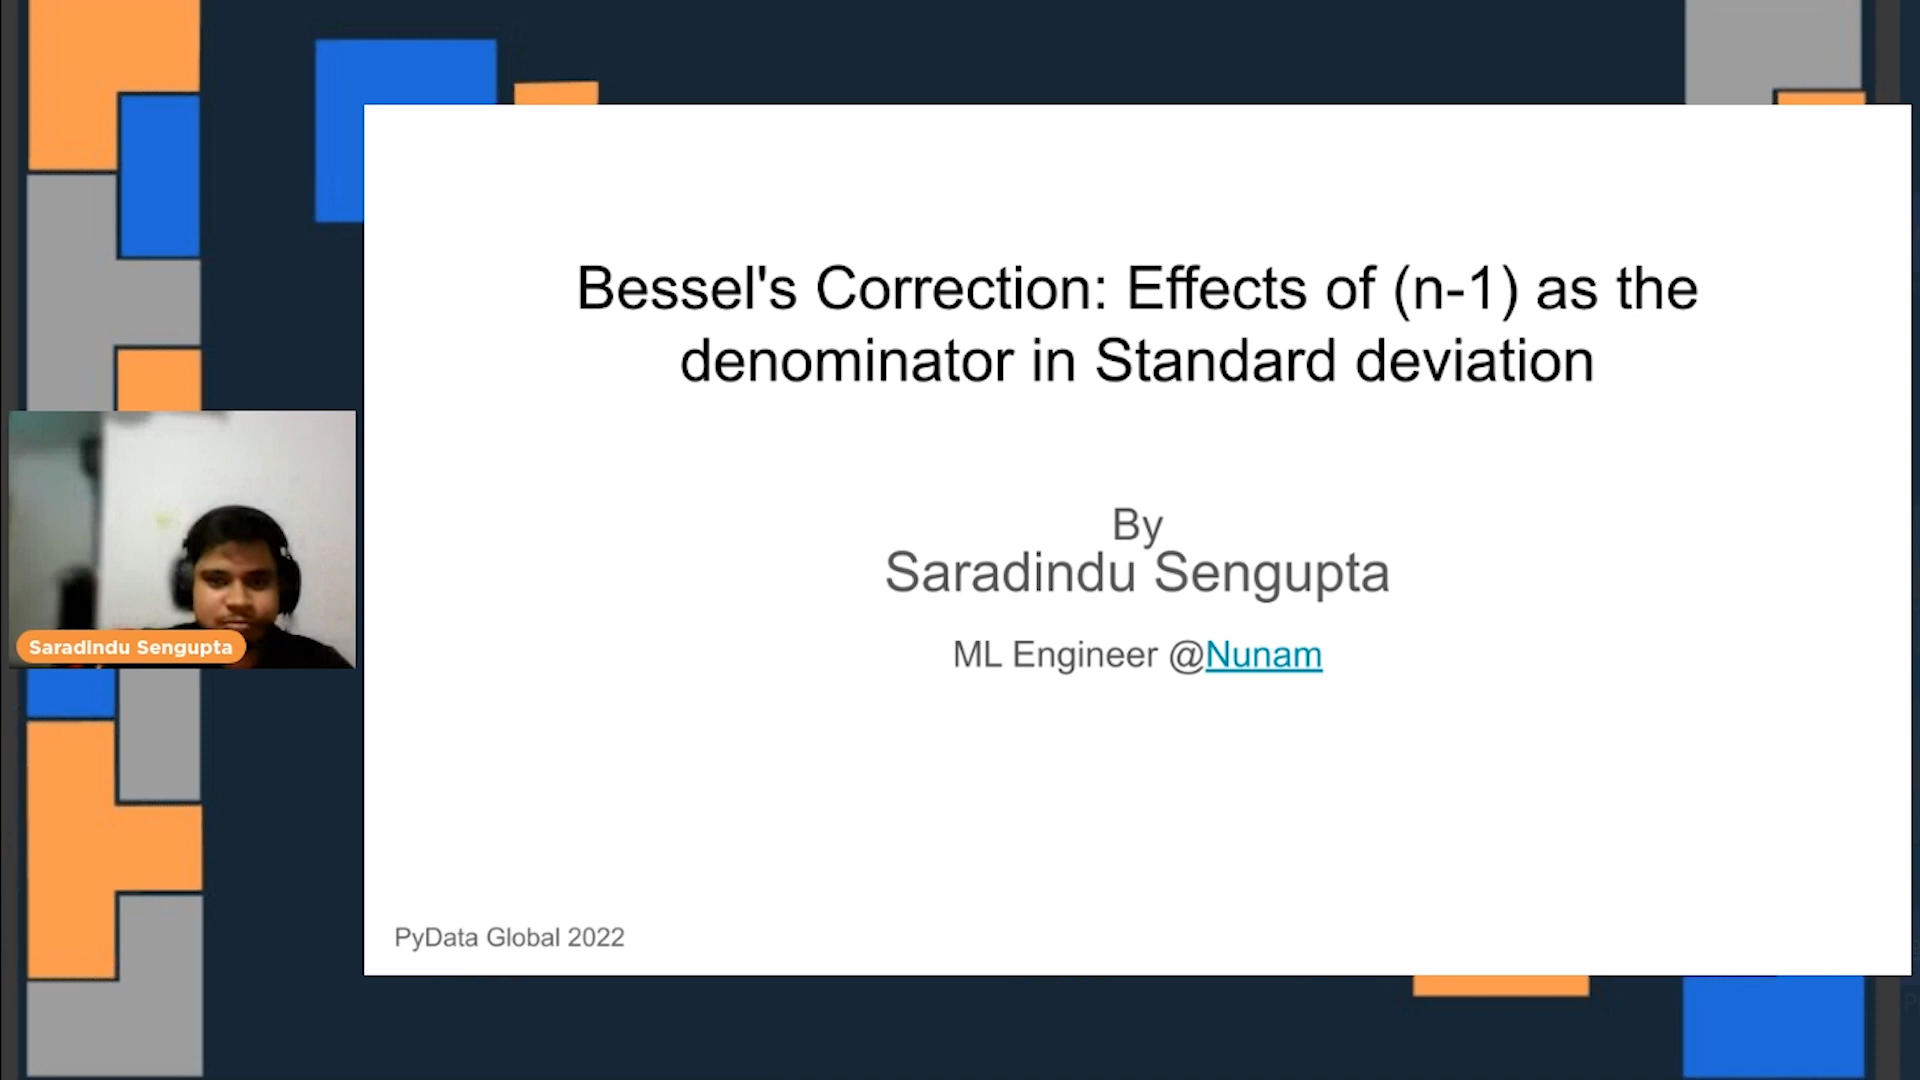 Bessel's Correction: Effects of (n-1) as the
denominator in Standard deviation
By
Saradindu Sengupta
ML Engineer @Nunam
Saradindu Sengupta
PyData Global 2022